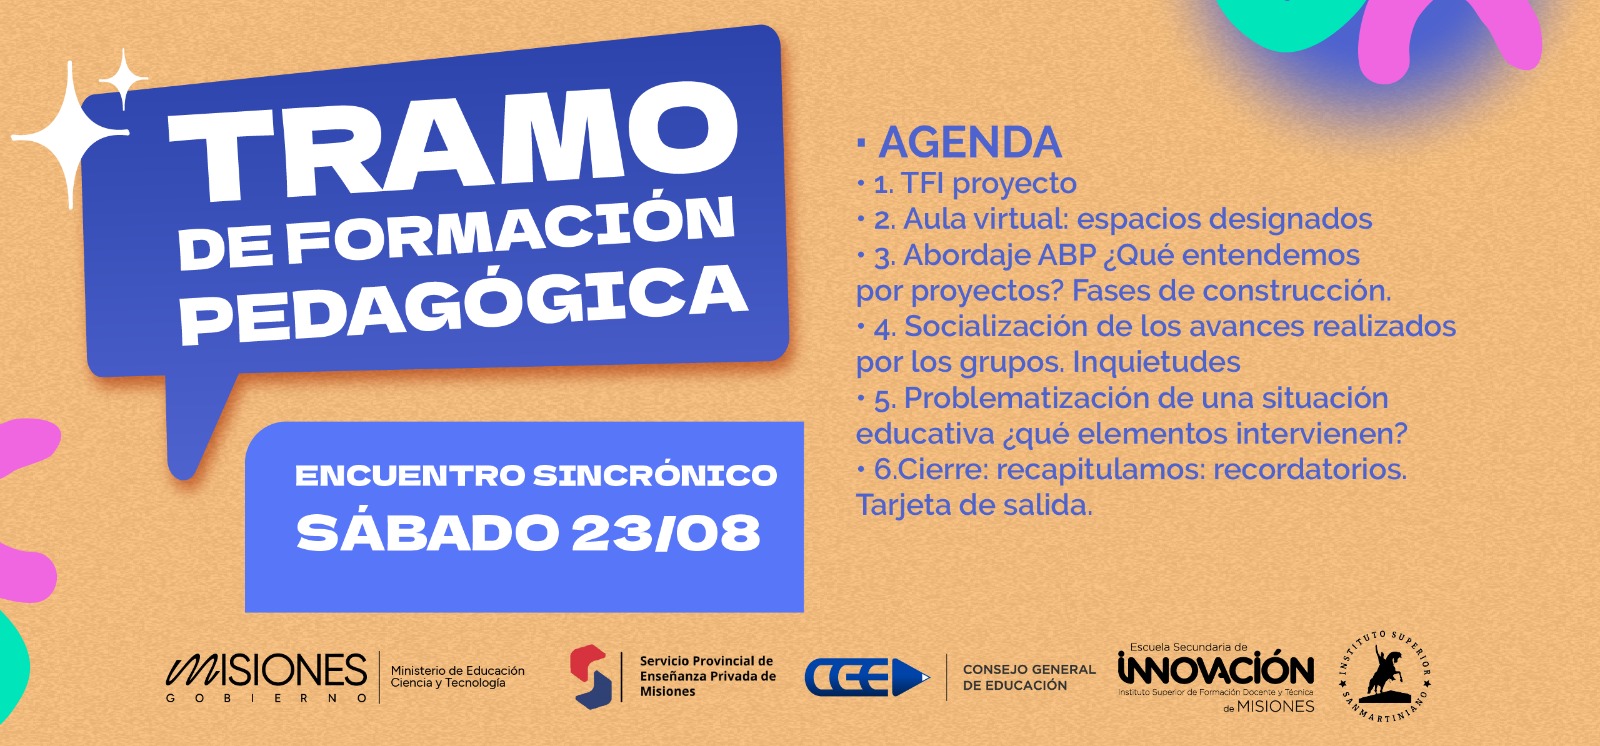 TRAMO
DE FORMACIÓN
PEDAGÓGICA
ENCUENTRO SINCRÓNICO
SÁBADO 23/08
▪ AGENDA
• 1. TFI proyecto
• 2. Aula virtual: espacios designados
• 3. Abordaje ABP ¿Qué entendemos
por proyectos? Fases de construcción.
• 4. Socialización de los avances realizados
por los grupos. Inquietudes
• 5. Problematización de una situación
educativa ¿qué elementos intervienen?
• 6.Cierre: recapitulamos: recordatorios.
Tarjeta de salida.
MISIONES
GOBIERNO
Ministerio de Educación
Ciencia y Tecnología
Servicio Provincial de
Enseñanza Privada de
Misiones
CGE
CONSEJO GENERAL
DE EDUCACIÓN
Escuela Secundaria de
iNNOVACIÓN
Instituto Superior de Formación Docente y Técnica
de MISIONES
INSTITUTO SUPERIOR
SANMARTINIANO